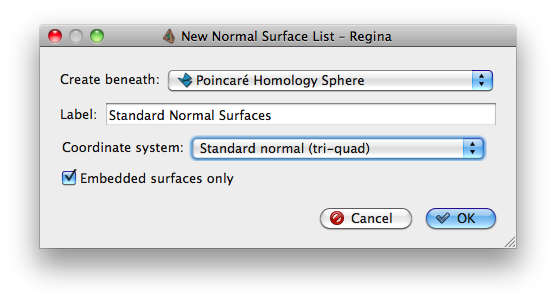 New Normal Surface List – Regina
Create beneath: Poincaré Homology Sphere
Label: Standard Normal Surfaces
Coordinate system: Standard normal (tri-quad)
Embedded surfaces only
Cancel OK